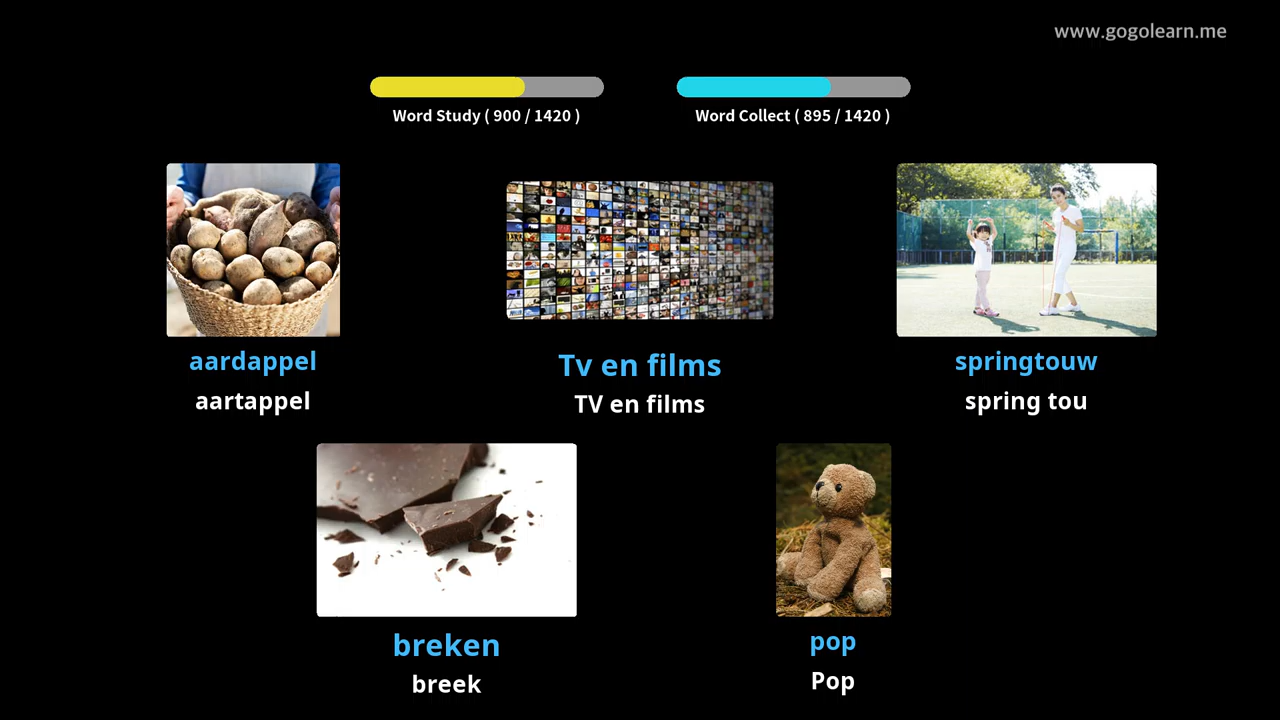 www.gogolearn.me
Word Study ( 900 / 1420 )
Word Collect ( 895 / 1420 )
aardappel
aartappel
Tv en films
TV en films
springtouw
spring tou
breken
breek
pop
Pop